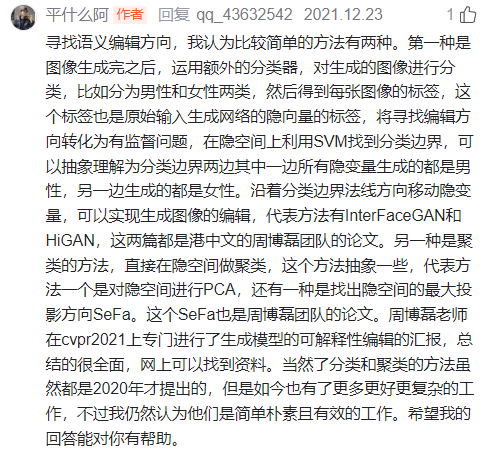 平什么阿 作者 回复 qq_43632542 2021.12.23 1
寻找语义编辑方向，我认为比较简单的方法有两种。第一种是
图像生成完之后，运用额外的分类器，对生成的图像进行分
类，比如分为男性和女性两类，然后得到每张图像的标签，这
个标签也是原始输入生成网络的隐向量的标签，将寻找编辑方
向转化为有监督问题，在隐空间上利用SVM找到分类边界，可
以抽象理解为分类边界两边其中一边所有隐变量生成的都是男
性，另一边生成的都是女性。沿着分类边界法线方向移动隐变
量，可以实现生成图像的编辑，代表方法有InterFaceGAN和
HiGAN，这两篇都是港中文的周博磊团队的论文。另一种是聚
类的方法，直接在隐空间做聚类，这个方法抽象一些，代表方
法一个是对隐空间进行PCA，还有一种是找出隐空间的最大投
影方向SeFa。这个SeFa也是周博磊团队的论文。周博磊老师
在cvpr2021上专门进行了生成模型的可解释性编辑的汇报，总
结的很全面，网上可以找到资料。当然了分类和聚类的方法虽
然都是2020年才提出的，但是如今也有了更多更好更复杂的工
作，不过我仍然认为他们是简单朴素且有效的工作。希望我的
回答能对你有帮助。